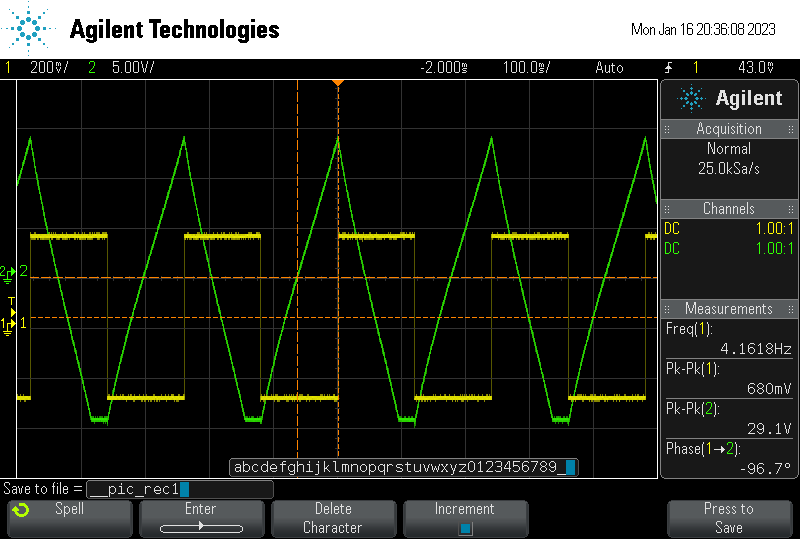 Agilent Technologies
Mon Jan 16 20:36:08 2023
1 200mV/ 2 5.00V/ -2.000s 100.0ms/ Auto 1 43.0mV
Agilent
Acquisition
Normal
25.0kSa/s
Channels
DC 1.00:1
DC 1.00:1
Measurements
Freq(1):
4.1618Hz
Pk-Pk(1):
680mV
Pk-Pk(2):
29.1V
Phase(1→2):
-96.7°
2 2
T
1 1
abcdefghijklmnopqrstuvwxyz0123456789_
Save to file = __pic_rec1
Spell
Enter
Delete
Character
Increment
Press to
Save